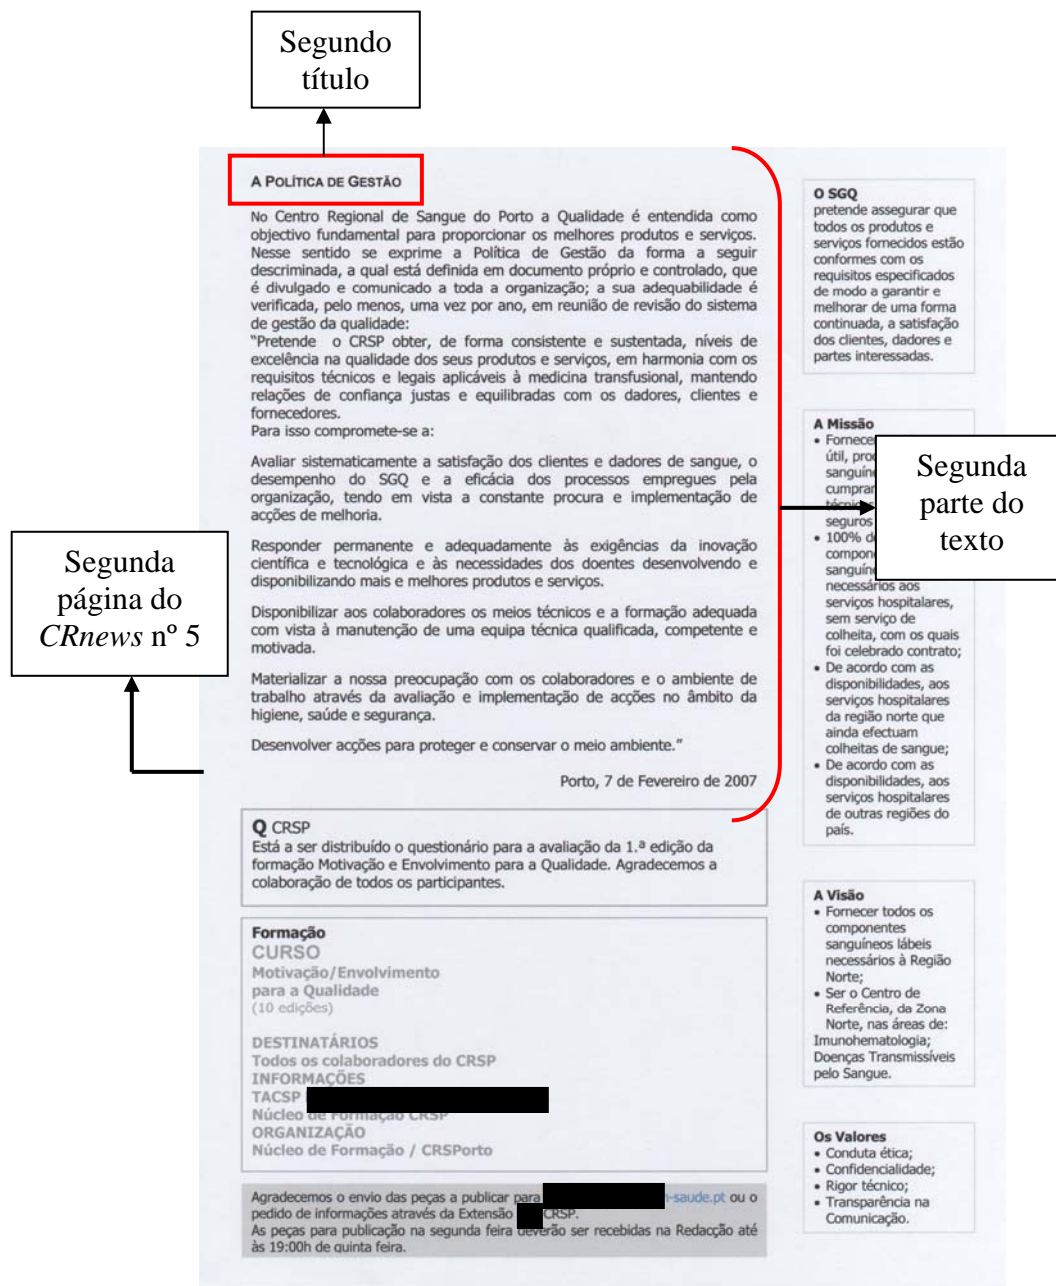 Segundo
título
A POLÍTICA DE GESTÃO
No Centro Regional de Sangue do Porto a Qualidade é entendida como
objectivo fundamental para proporcionar os melhores produtos e serviços.
Nesse sentido se exprime a Política de Gestão da forma a seguir
descriminada, a qual está definida em documento próprio e controlado, que
é divulgado e comunicado a toda a organização; a sua adequabilidade é
verificada, pelo menos, uma vez por ano, em reunião de revisão do sistema
de gestão da qualidade:
"Pretende o CRSP obter, de forma consistente e sustentada, níveis de
excelência na qualidade dos seus produtos e serviços, em harmonia com os
requisitos técnicos e legais aplicáveis à medicina transfusional, mantendo
relações de confiança justas e equilibradas com os dadores, clientes e
fornecedores.
Para isso compromete-se a:
Avaliar sistematicamente a satisfação dos clientes e dadores de sangue, o
desempenho do SGQ e a eficácia dos processos empregues pela
organização, tendo em vista a constante procura e implementação de
acções de melhoria.
Responder permanente e adequadamente às exigências da inovação
científica e tecnológica e às necessidades dos doentes desenvolvendo e
disponibilizando mais e melhores produtos e serviços.
Disponibilizar aos colaboradores os meios técnicos e a formação adequada
com vista à manutenção de uma equipa técnica qualificada, competente e
motivada.
Materializar a nossa preocupação com os colaboradores e o ambiente de
trabalho através da avaliação e implementação de acções no âmbito da
higiene, saúde e segurança.
Desenvolver acções para proteger e conservar o meio ambiente."
Porto, 7 de Fevereiro de 2007
Segunda
página do
CRnews nº 5
Q CRSP
Está a ser distribuído o questionário para a avaliação da 1.ª edição da
formação Motivação e Envolvimento para a Qualidade. Agradecemos a
colaboração de todos os participantes.
Formação
CURSO
Motivação/Envolvimento
para a Qualidade
(10 edições)
DESTINATÁRIOS
Todos os colaboradores do CRSP
INFORMAÇÕES
TACSP
Núcleo de Formação CRSP
ORGANIZAÇÃO
Núcleo de Formação / CRSPorto
Agradecemos o envio das peças a publicar para -saude.pt ou o
pedido de informações através da Extensão CRSP.
As peças para publicação na segunda feira deverão ser recebidas na Redacção até
às 19:00h de quinta feira.
O SGQ
pretende assegurar que
todos os produtos e
serviços fornecidos estão
conformes com os
requisitos especificados
de modo a garantir e
melhorar de uma forma
continuada, a satisfação
dos clientes, dadores e
partes interessadas.
A Missão
• Fornecer
útil,
seguros
• 100%
necessários aos
serviços hospitalares,
sem serviço de
colheita, com os quais
foi celebrado contrato;
• De acordo com as
disponibilidades, aos
serviços hospitalares
da região norte que
ainda efectuam
colheitas de sangue;
• De acordo com as
disponibilidades, aos
serviços hospitalares
de outras regiões do
país.
Segunda
parte do
texto
A Visão
• Fornecer todos os
componentes
sanguíneos lábeis
necessários à Região
Norte;
• Ser o Centro de
Referência, da Zona
Norte, nas áreas de:
Imunohematologia;
Doenças Transmissíveis
pelo Sangue.
Os Valores
• Conduta ética;
• Confidencialidade;
• Rigor técnico;
• Transparência na
Comunicação.